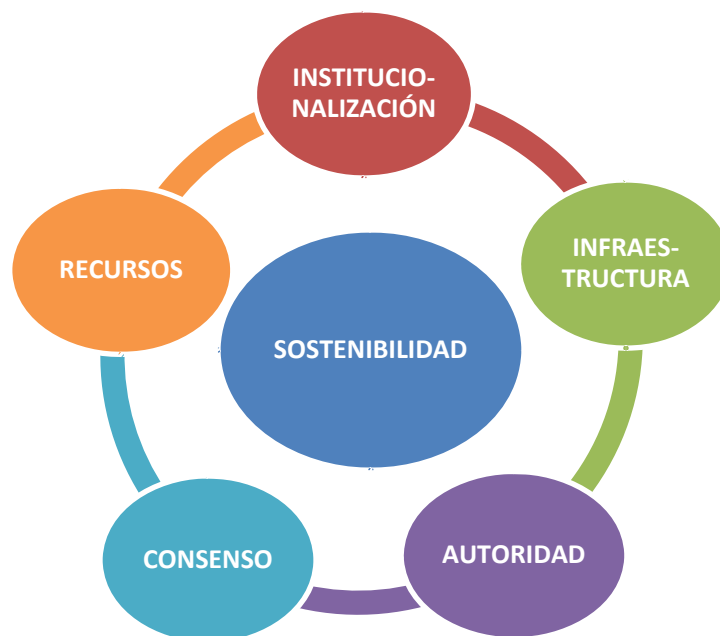 INSTITUCIO-
NALIZACIÓN
INFRAES-
TRUCTURA
RECURSOS
SOSTENIBILIDAD
CONSENSO
AUTORIDAD